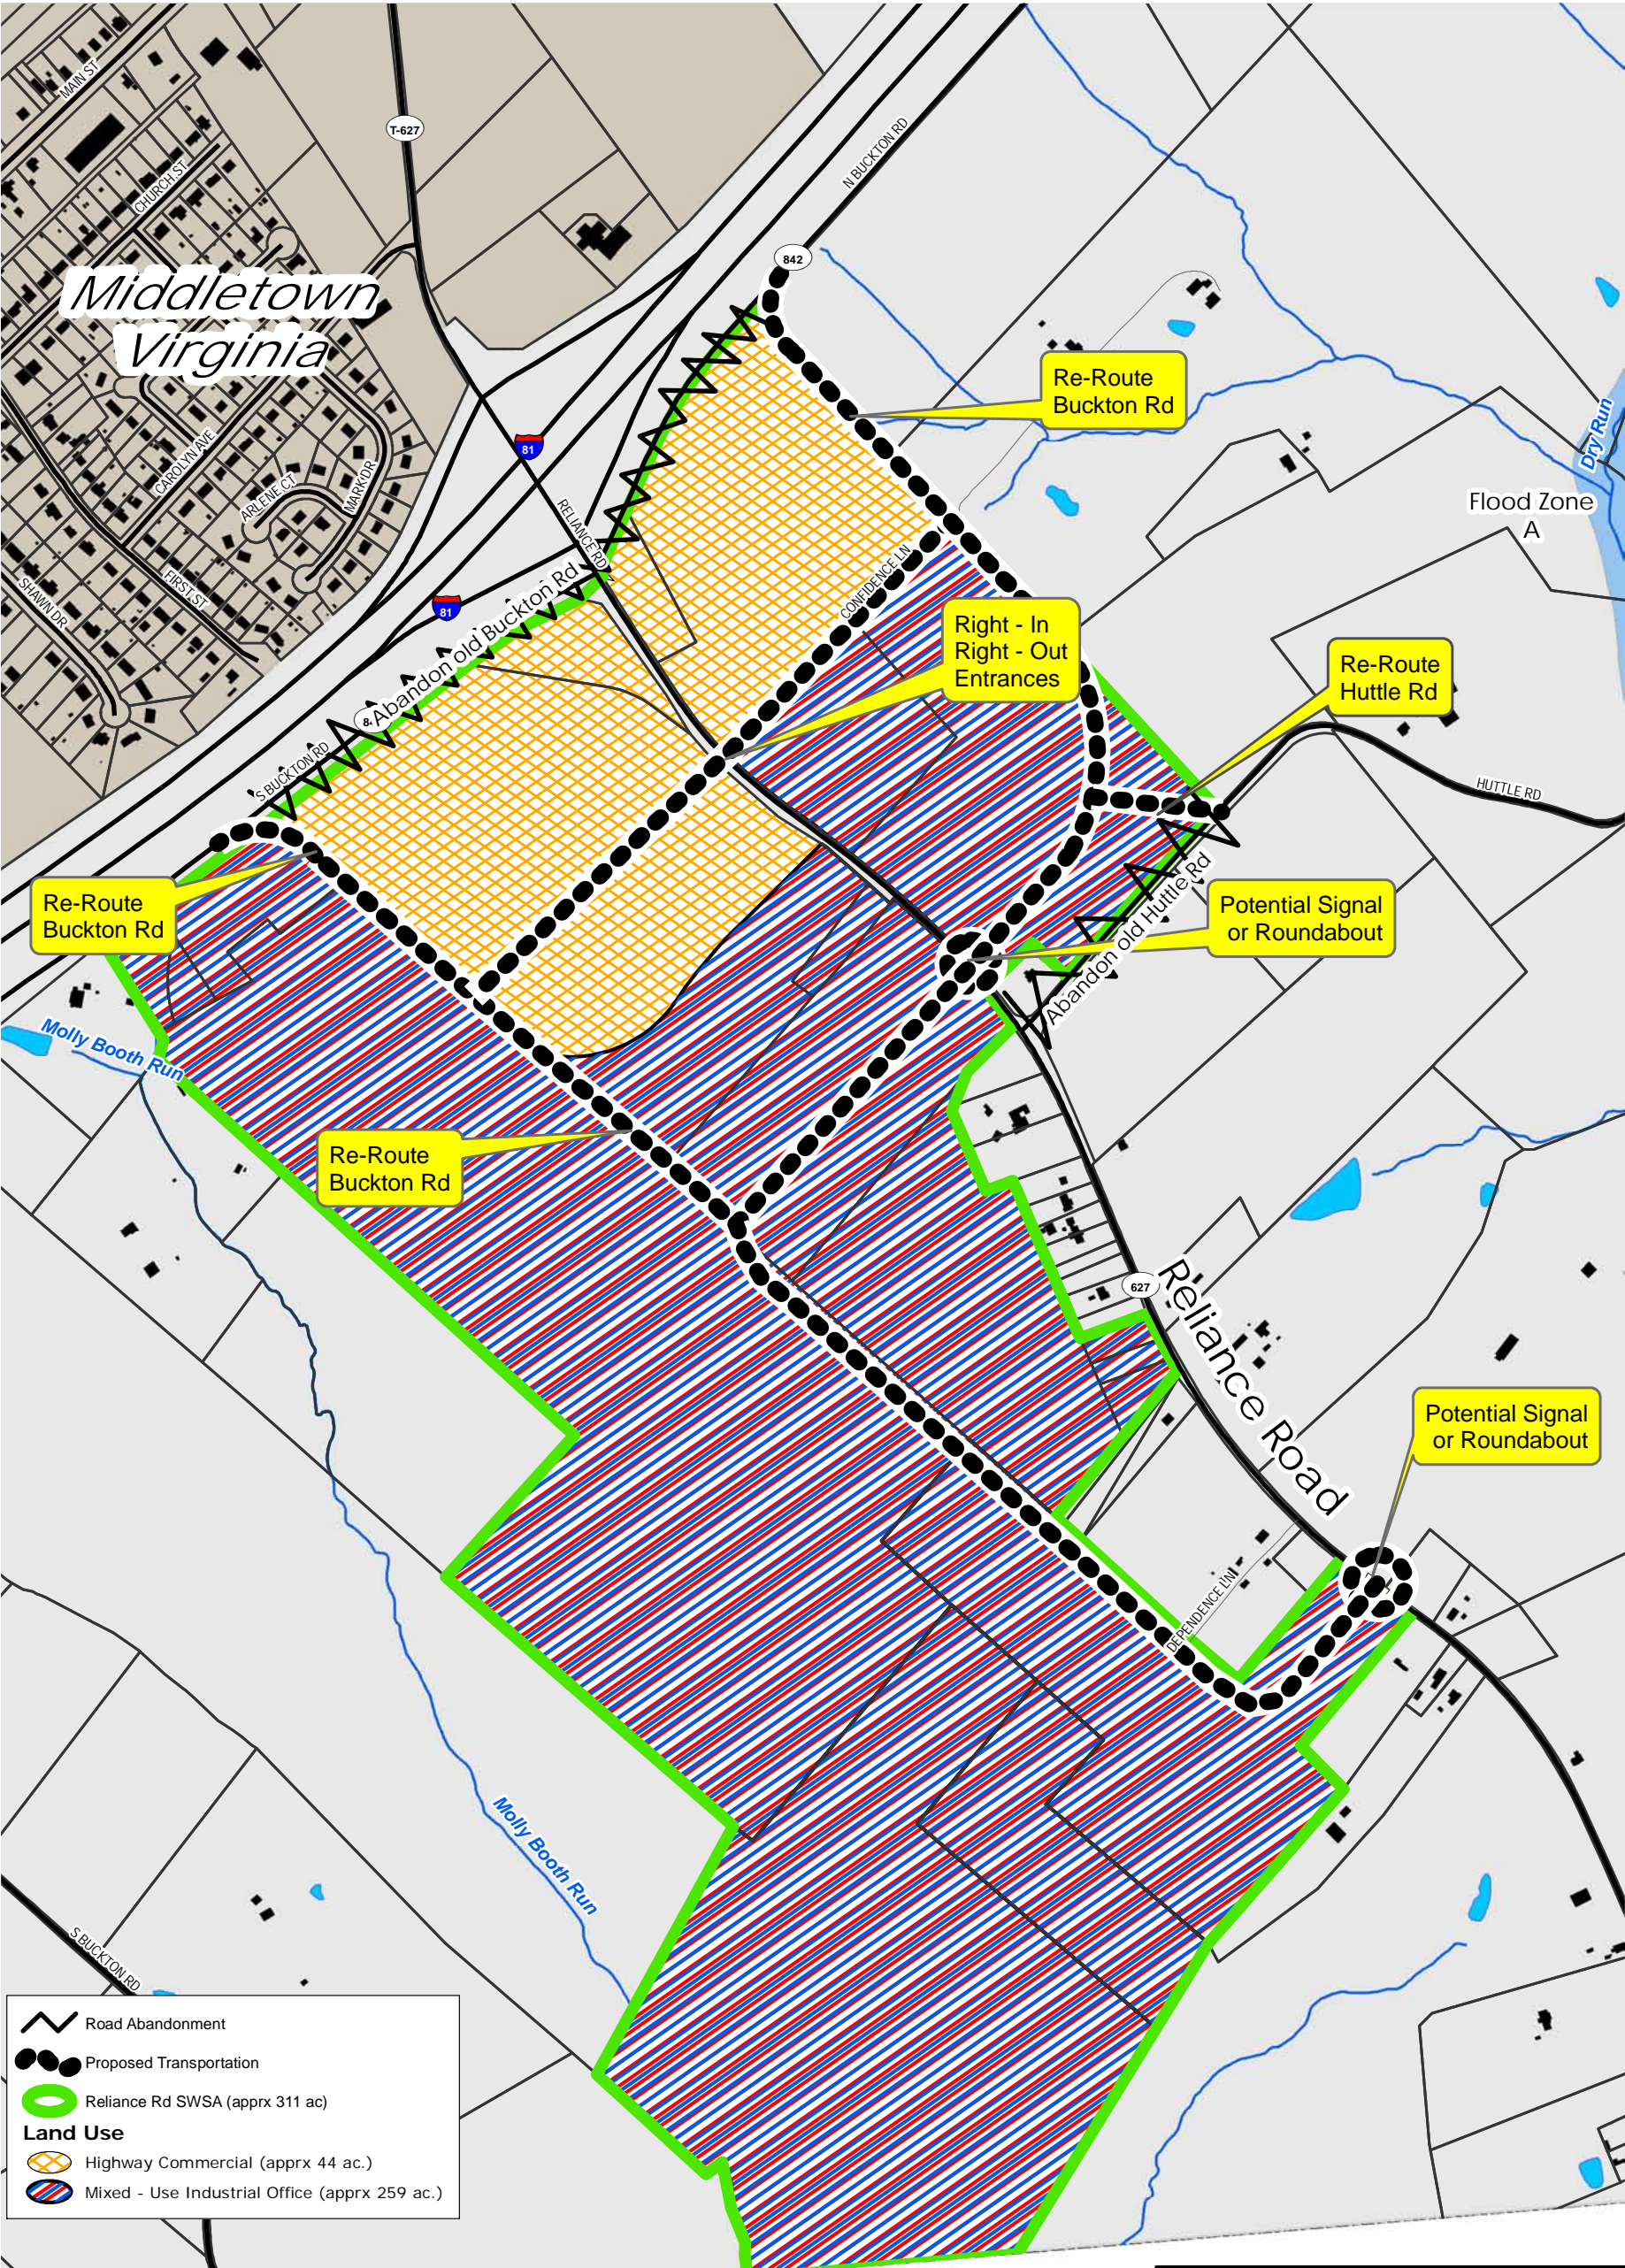 MAIN ST
T-627
CHURCH ST
N BUCKTON RD
842
Middletown
Virginia
Re-Route
Buckton Rd
81
CAROLYN AVE
ARLENE CT
MARK DR
RELIANCE RD
Dry Run
Flood Zone
A
FIRST ST
SHAWN DR
81
CONFIDENCE LN
Abandon old Buckton Rd
Right - In
Right - Out
Entrances
Re-Route
Huttle Rd
S BUCKTON RD
HUTTLE RD
Abandon old Huttle Rd
Re-Route
Buckton Rd
Potential Signal
or Roundabout
Molly Booth Run
Re-Route
Buckton Rd
627
Reliance Road
Potential Signal
or Roundabout
DEPENDENCE LN
Molly Booth Run
S BUCKTON RD
Road Abandonment
Proposed Transportation
Reliance Rd SWSA (apprx 311 ac)
Land Use
Highway Commercial (apprx 44 ac.)
Mixed - Use Industrial Office (apprx 259 ac.)